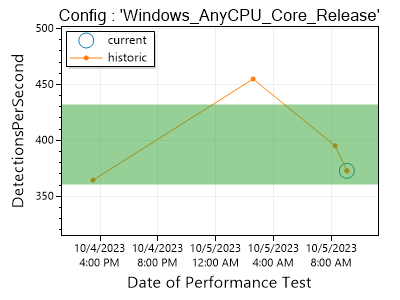 Config : 'Windows_AnyCPU_Core_Release'
current
historic
DetectionsPerSecond
500
450
400
350
10/4/2023 10/4/2023 10/5/2023 10/5/2023 10/5/2023
4:00 PM 8:00 PM 12:00 AM 4:00 AM 8:00 AM
Date of Performance Test